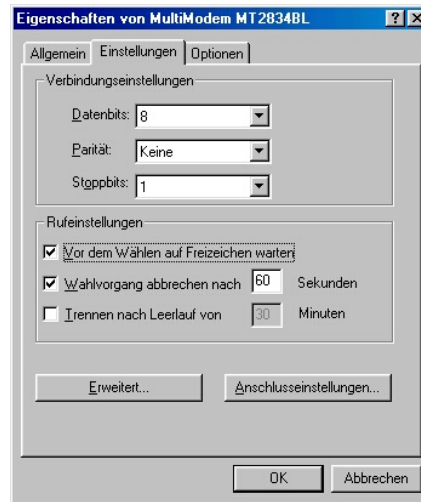 Eigenschaften von MultiModem MT2834BL
Allgemein Einstellungen Optionen
Verbindungseinstellungen
Datenbits: 8
Parität: Keine
Stoppbits: 1
Rufeinstellungen
Vor dem Wählen auf Freizeichen warten
Wahlvorgang abbrechen nach 60 Sekunden
Trennen nach Leerlauf von 30 Minuten
Erweitert... Anschlusseinstellungen...
OK Abbrechen